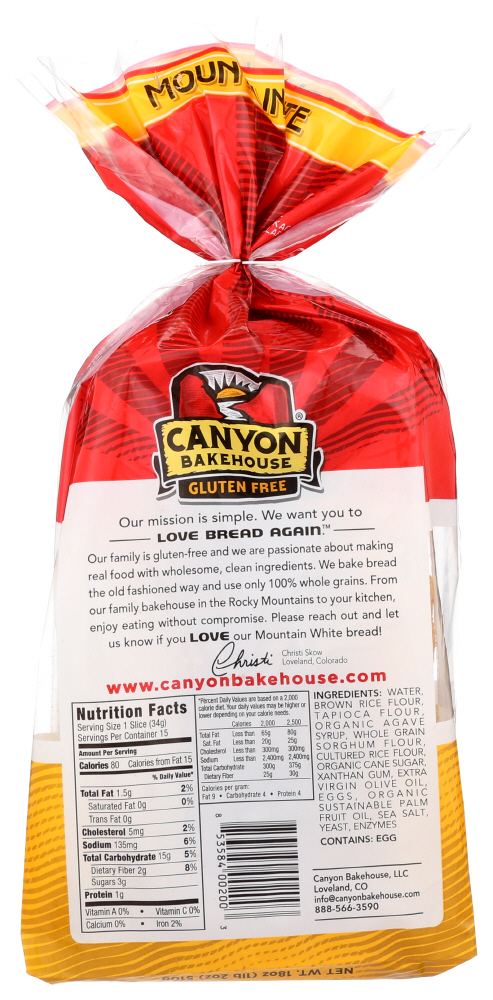 MOUN
CANYON®
BAKEHOUSE
GLUTEN FREE
Our mission is simple. We want you to
LOVE BREAD AGAIN.™
Our family is gluten-free and we are passionate about making
real food with wholesome, clean ingredients. We bake bread
the old fashioned way and use only 100% whole grains. From
our family bakehouse in the Rocky Mountains to your kitchen,
enjoy eating without compromise. Please reach out and let
us know if you LOVE our Mountain White bread!
Christi
Christi Skow
Loveland, Colorado
www.canyonbakehouse.com
Nutrition Facts
Serving Size 1 Slice (34g)
Servings Per Container 15
Amount Per Serving
Calories 80 Calories from Fat 15
% Daily Value*
Total Fat 1.5g 2%
Saturated Fat 0g 0%
Trans Fat 0g
Cholesterol 5mg 2%
Sodium 135mg 6%
Total Carbohydrate 15g 5%
Dietary Fiber 2g 8%
Sugars 3g
Protein 1g
Vitamin A 0% • Vitamin C 0%
Calcium 0% • Iron 2%
*Percent Daily Values are based on a 2,000
calorie diet. Your daily values may be higher or
lower depending on your calorie needs.
Calories 2,000 2,500
Total Fat Less than 65g 80g
Sat. Fat Less than 20g 25g
Cholesterol Less than 300mg 300mg
Sodium Less than 2,400mg 2,400mg
Total Carbohydrate 300g 375g
Dietary Fiber 25g 30g
Calories per gram:
Fat 9 • Carbohydrate 4 • Protein 4
8 53584 00200 3
INGREDIENTS: WATER,
BROWN RICE FLOUR,
TAPIOCA FLOUR,
ORGANIC AGAVE
SYRUP, WHOLE GRAIN
SORGHUM FLOUR,
CULTURED RICE FLOUR,
ORGANIC CANE SUGAR,
XANTHAN GUM, EXTRA
VIRGIN OLIVE OIL,
EGGS, ORGANIC
SUSTAINABLE PALM
FRUIT OIL, SEA SALT,
YEAST, ENZYMES
CONTAINS: EGG
Canyon Bakehouse, LLC
Loveland, CO
info@canyonbakehouse.com
888-566-3590
NET WT. 18oz (1lb 2oz) 510g